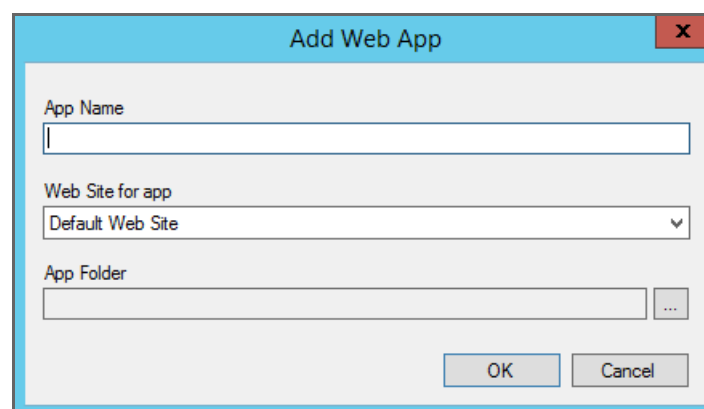 Add Web App
x
App Name
Web Site for app
Default Web Site
App Folder
...
OK Cancel